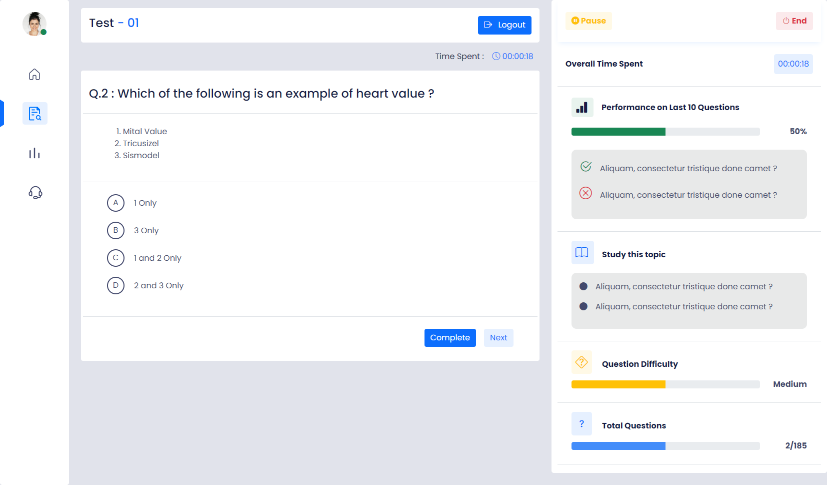 Test - 01
Logout
Time Spent : 00:00:18
Q.2 : Which of the following is an example of heart value ?
1. Mital Value
2. Tricusizel
3. Sismodel
A 1 Only
B 3 Only
C 1 and 2 Only
D 2 and 3 Only
Complete Next
Pause End
Overall Time Spent 00:00:18
Performance on Last 10 Questions
50%
Aliquam, consectetur tristique done camet ?
Aliquam, consectetur tristique done camet ?
Study this topic
Aliquam, consectetur tristique done camet ?
Aliquam, consectetur tristique done camet ?
Question Difficulty
Medium
Total Questions
2/185